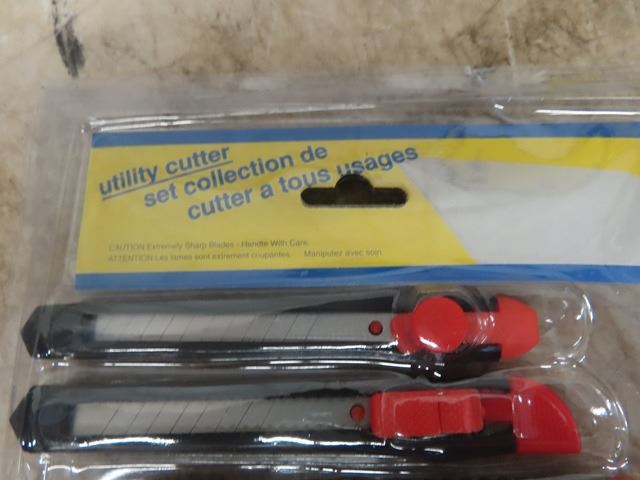 utility cutter
set collection de
cutter a tous usages
CAUTION Extremely Sharp Blades - Handle With Care.
ATTENTION Les lames sont extrement coupantes. Manipulez avec soin.